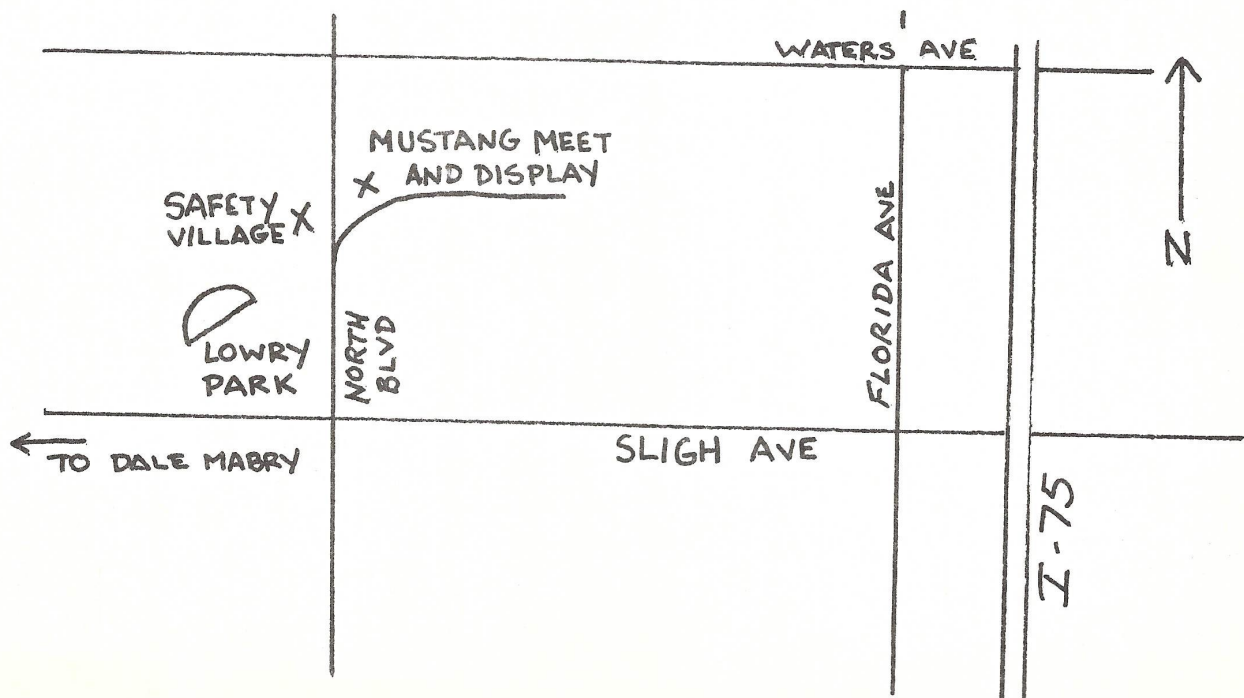 WATERS AVE
MUSTANG MEET
AND DISPLAY
X
SAFETY
VILLAGE X
LOWRY
PARK
NORTH
BLVD
FLORIDA AVE
N
TO DALE MABRY
SLIGH AVE
I-75